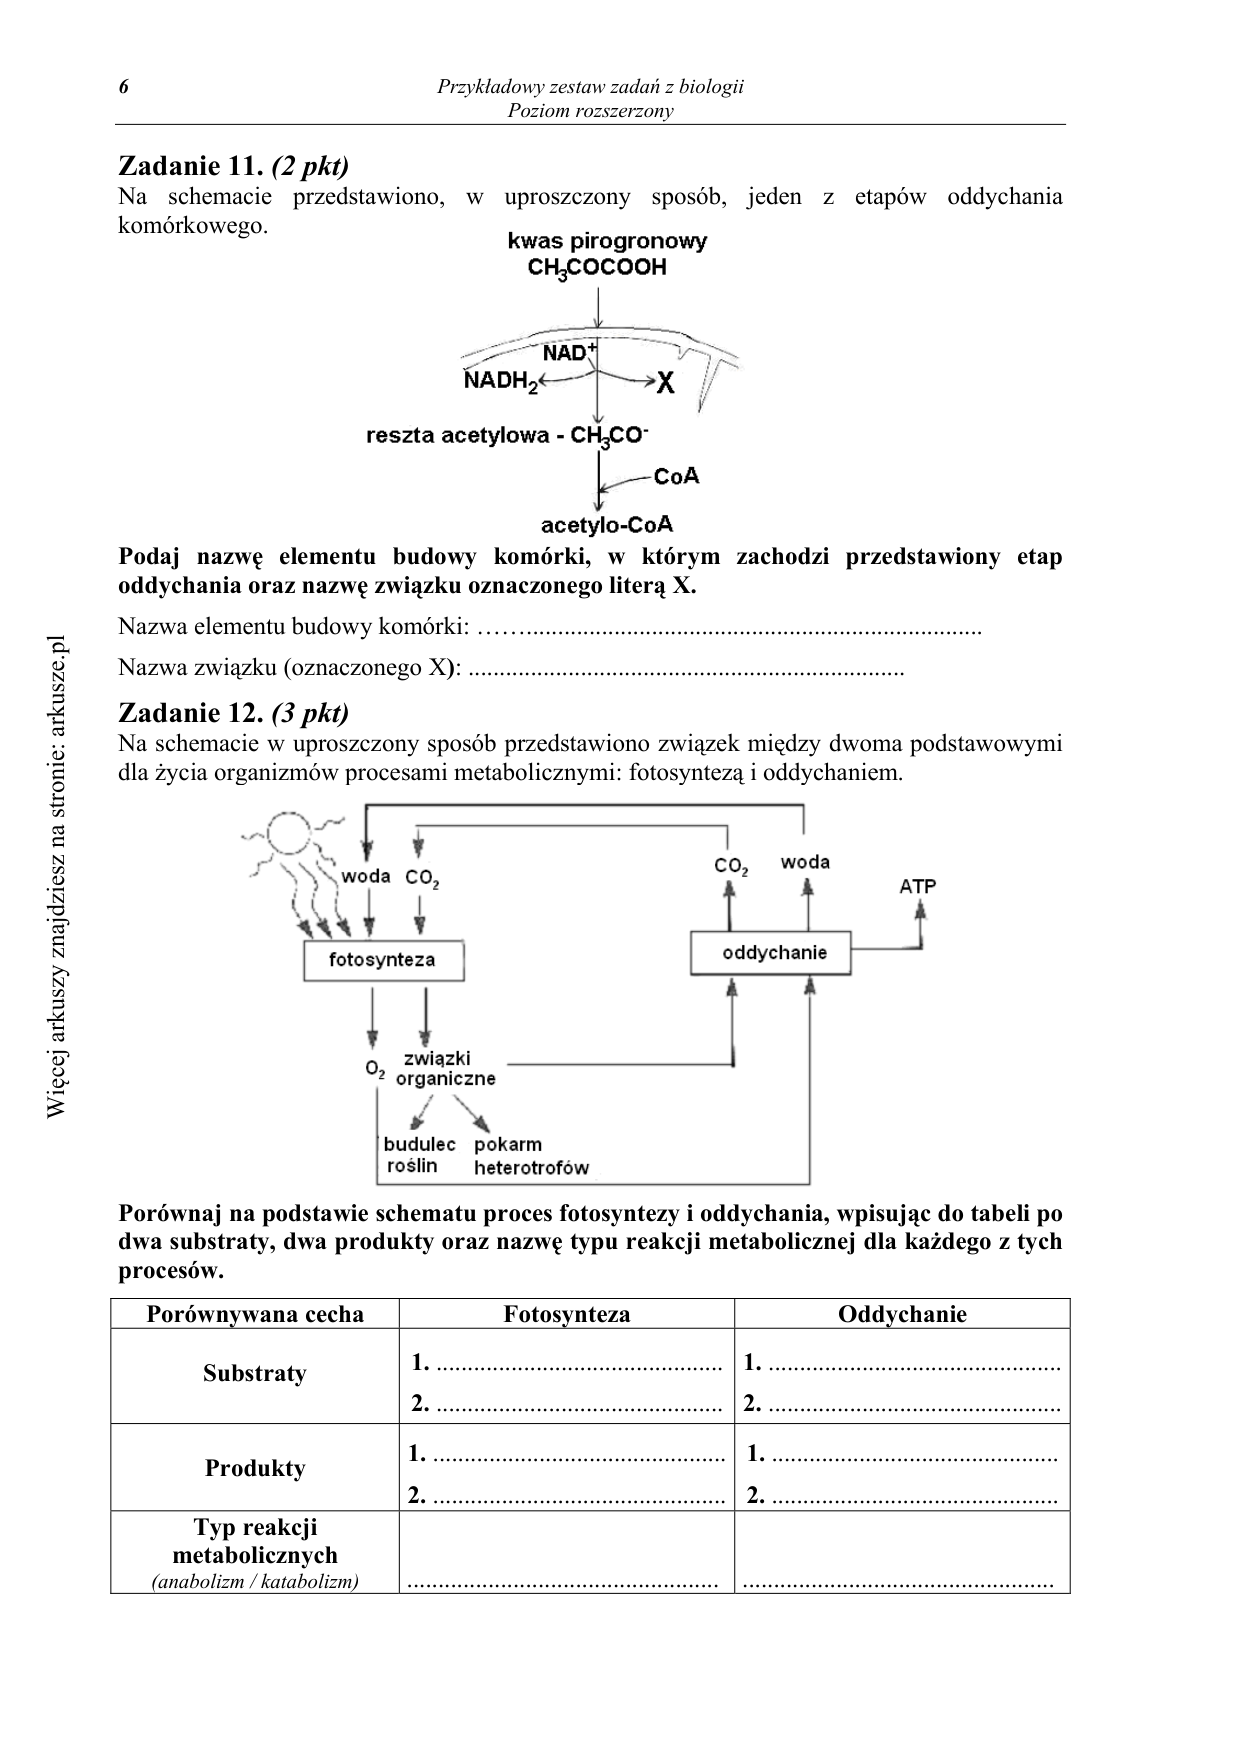 6
Przykładowy zestaw zadań z biologii
Poziom rozszerzony
Zadanie 11. (2 pkt)
Na schemacie przedstawiono, w uproszczony sposób, jeden z etapów oddychania
komórkowego.
kwas pirogronowy
CH3COCOOH
NAD+
NADH2
X
reszta acetylowa - CH3CO-
CoA
acetylo-CoA
Podaj nazwę elementu budowy komórki, w którym zachodzi przedstawiony etap
oddychania oraz nazwę związku oznaczonego literą X.
Nazwa elementu budowy komórki: ……........................................................................
Nazwa związku (oznaczonego X): .....................................................................
Zadanie 12. (3 pkt)
Na schemacie w uproszczony sposób przedstawiono związek między dwoma podstawowymi
dla życia organizmów procesami metabolicznymi: fotosyntezą i oddychaniem.
woda CO2
CO2 woda
ATP
fotosynteza
oddychanie
O2
związki
organiczne
budulec
roślin
pokarm
heterotrofów
Porównaj na podstawie schematu proces fotosyntezy i oddychania, wpisując do tabeli po
dwa substraty, dwa produkty oraz nazwę typu reakcji metabolicznej dla każdego z tych
procesów.
Porównywana cecha Fotosynteza Oddychanie
Substraty
1. .............................................. 1. ...............................................
2. .............................................. 2. ...............................................
Produkty
1. ............................................... 1. ..............................................
2. ............................................... 2. ..............................................
Typ reakcji
metabolicznych
(anabolizm / katabolizm) .................................................. ..................................................
Więcej arkuszy znajdziesz na stronie: arkusze.pl